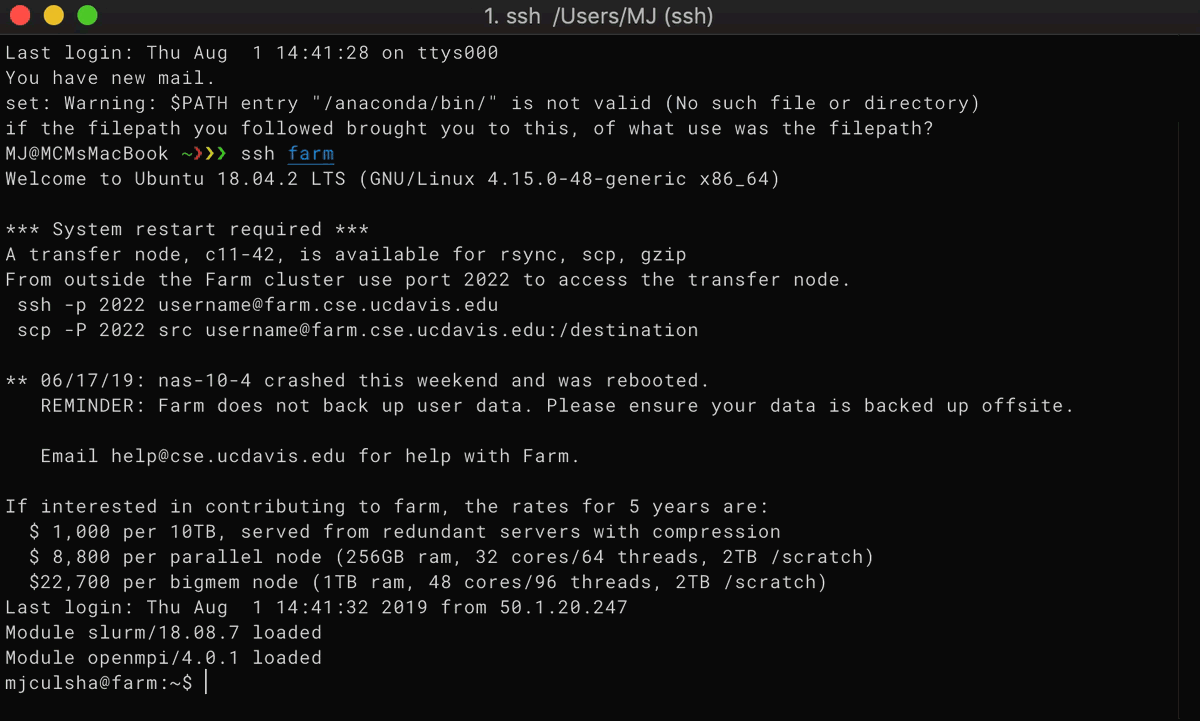 1. ssh  /Users/MJ (ssh)
Last login: Thu Aug  1 14:41:28 on ttys000
You have new mail.
set: Warning: $PATH entry "/anaconda/bin/" is not valid (No such file or directory)
if the filepath you followed brought you to this, of what use was the filepath?
MJ@MCMsMacBook ~❯❯❯ ssh farm
Welcome to Ubuntu 18.04.2 LTS (GNU/Linux 4.15.0-48-generic x86_64)

*** System restart required ***
A transfer node, c11-42, is available for rsync, scp, gzip
From outside the Farm cluster use port 2022 to access the transfer node.
 ssh -p 2022 username@farm.cse.ucdavis.edu
 scp -P 2022 src username@farm.cse.ucdavis.edu:/destination

** 06/17/19: nas-10-4 crashed this weekend and was rebooted.
   REMINDER: Farm does not back up user data. Please ensure your data is backed up offsite.

   Email help@cse.ucdavis.edu for help with Farm.

If interested in contributing to farm, the rates for 5 years are:
  $ 1,000 per 10TB, served from redundant servers with compression
  $ 8,800 per parallel node (256GB ram, 32 cores/64 threads, 2TB /scratch)
  $22,700 per bigmem node (1TB ram, 48 cores/96 threads, 2TB /scratch)
Last login: Thu Aug  1 14:41:32 2019 from 50.1.20.247
Module slurm/18.08.7 loaded
Module openmpi/4.0.1 loaded
mjculsha@farm:~$